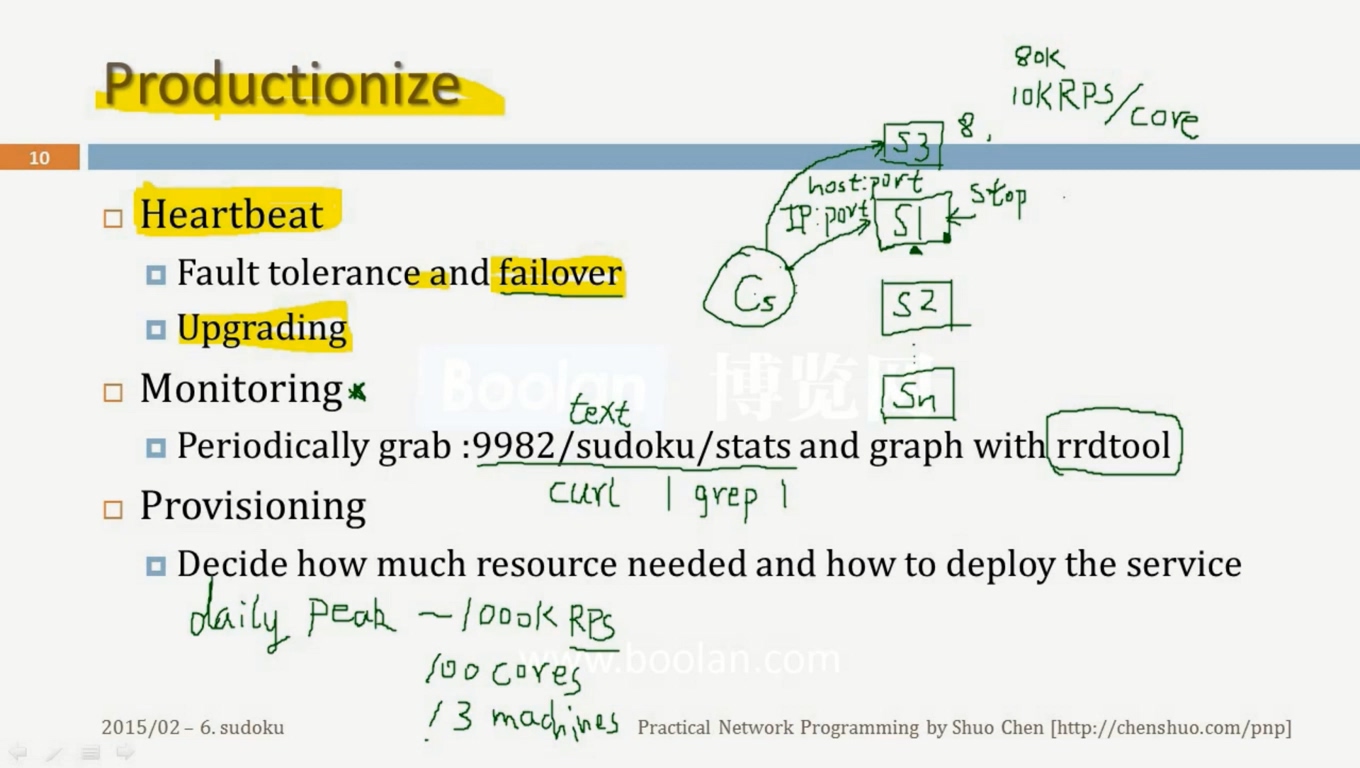 80K
Productionize
10K RPS/core
10
S3 8,
host:port
Heartbeat
IP:port S1 stop
Fault tolerance and failover
Cs
S2
Upgrading
Boolan 博览网
Monitoring
Sn
text
Periodically grab :9982/sudoku/stats and graph with rrdtool
curl | grep |
Provisioning
Decide how much resource needed and how to deploy the service
daily peak ~1000K RPS
www.boolan.com
100 cores
13 machines
2015/02 – 6. sudoku
Practical Network Programming by Shuo Chen [http://chenshuo.com/pnp]